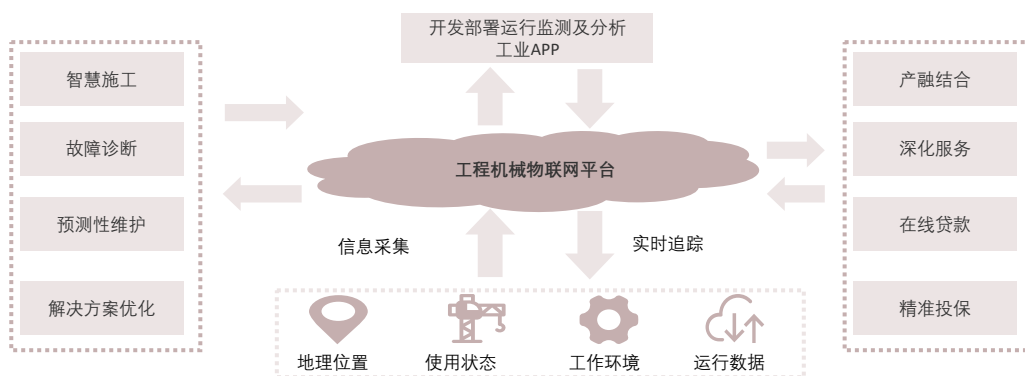 开发部署运行监测及分析
工业APP
智慧施工
故障诊断
预测性维护
解决方案优化
工程机械物联网平台
产融结合
深化服务
在线贷款
精准投保
信息采集
实时追踪
地理位置
使用状态
工作环境
运行数据